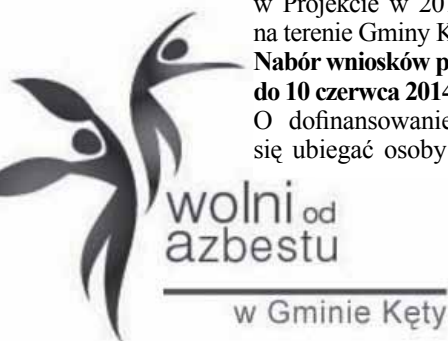 w Projekcie w 20
na terenie Gminy K
Nabór wniosków p
do 10 czerwca 2014
O dofinansowanie
się ubiegać osoby
wolni od
azbestu
w Gminie Kęty